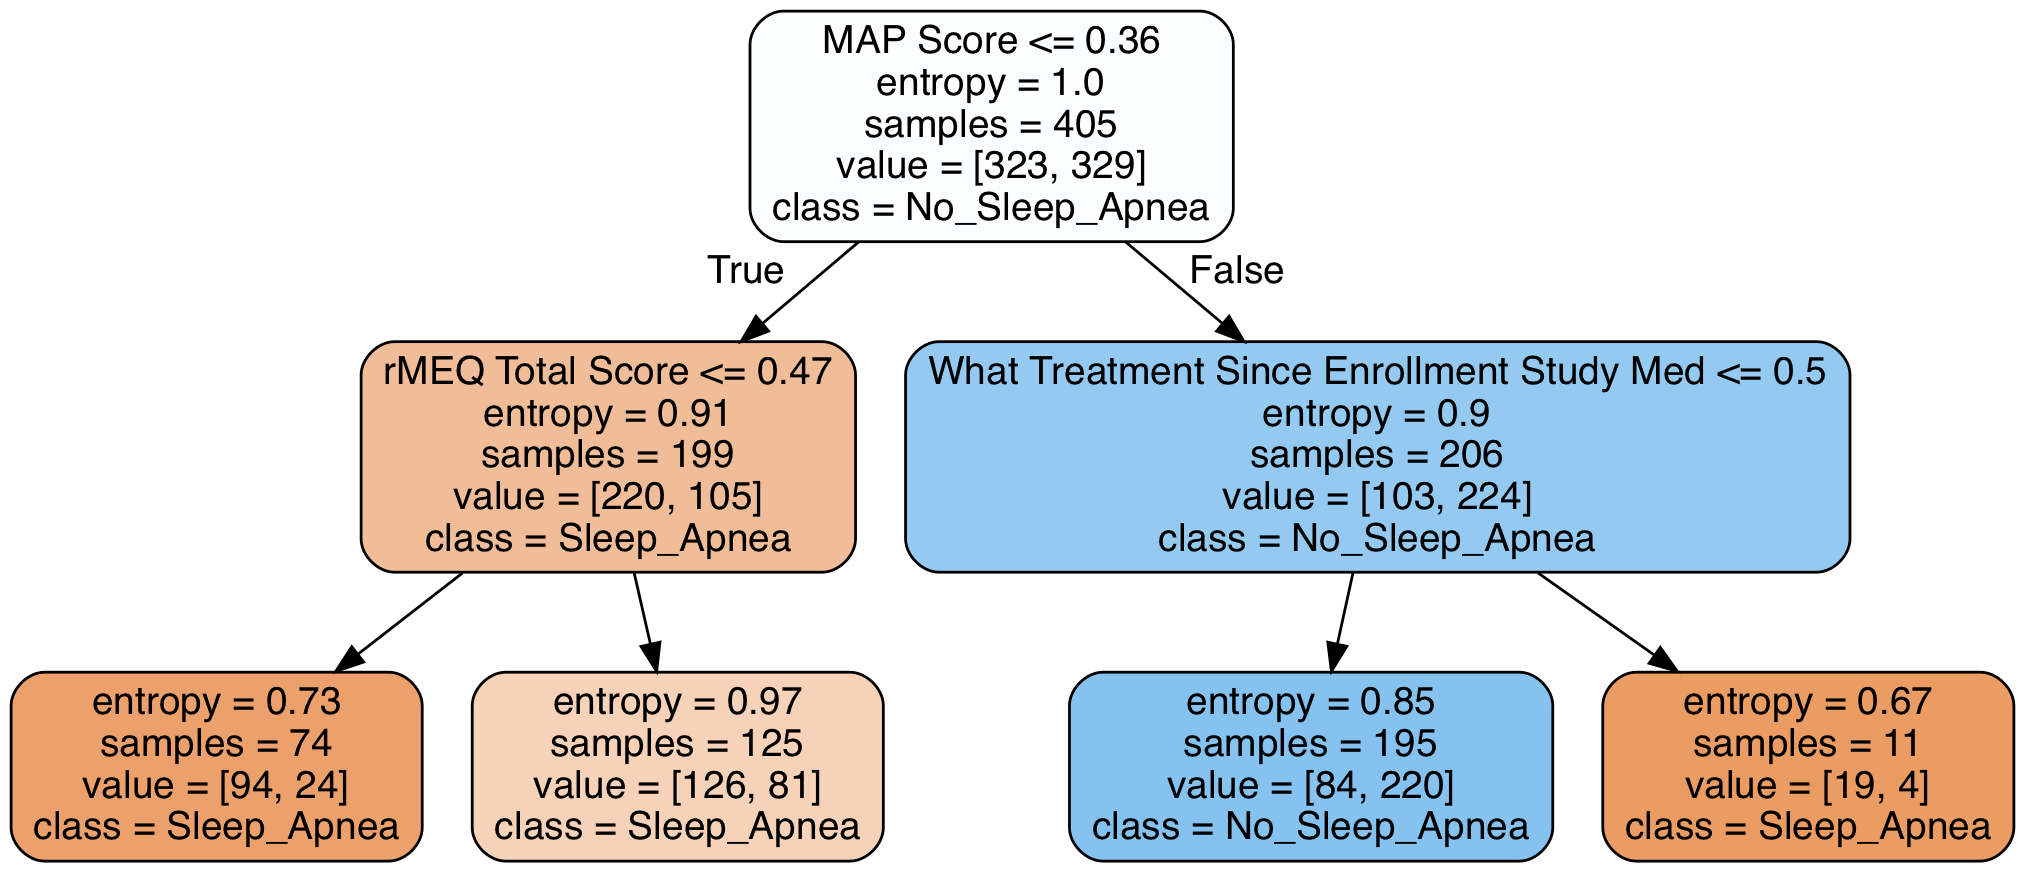 MAP Score <= 0.36
entropy = 1.0
samples = 405
value = [323, 329]
class = No_Sleep_Apnea
True
False
rMEQ Total Score <= 0.47
entropy = 0.91
samples = 199
value = [220, 105]
class = Sleep_Apnea
What Treatment Since Enrollment Study Med <= 0.5
entropy = 0.9
samples = 206
value = [103, 224]
class = No_Sleep_Apnea
entropy = 0.73
samples = 74
value = [94, 24]
class = Sleep_Apnea
entropy = 0.97
samples = 125
value = [126, 81]
class = Sleep_Apnea
entropy = 0.85
samples = 195
value = [84, 220]
class = No_Sleep_Apnea
entropy = 0.67
samples = 11
value = [19, 4]
class = Sleep_Apnea